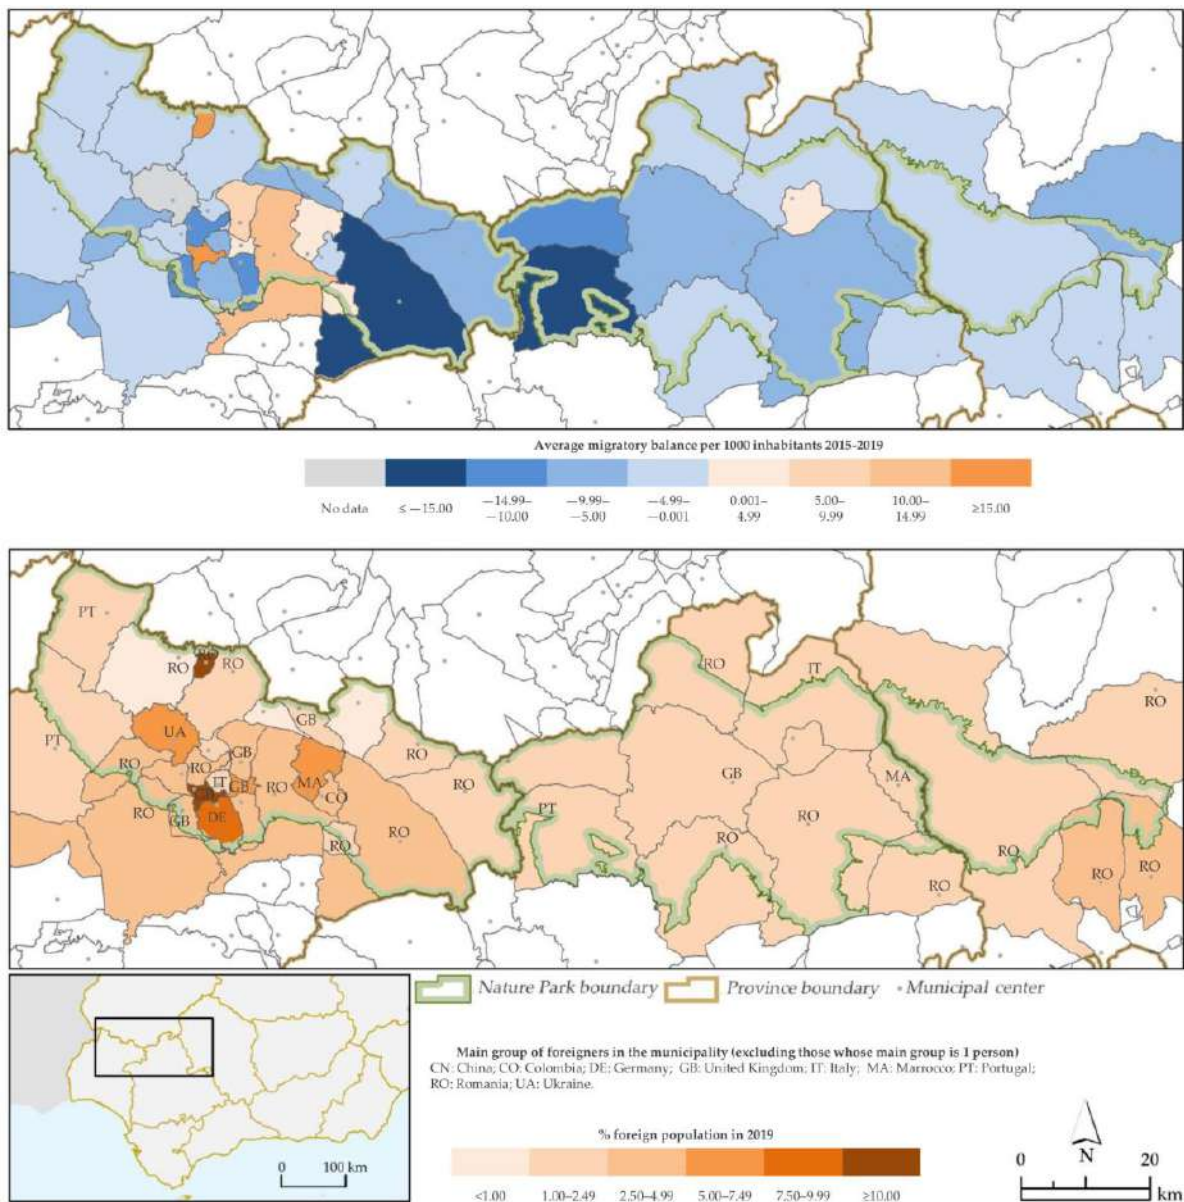 Average migratory balance per 1000 inhabitants 2015-2019
No data
≤ −15.00
−14.99–
−10.00
−9.99–
−5.00
−4.99–
−0.001
0.001–
4.99
5.00–
9.99
10.00–
14.99
≥15.00
PT
RO
RO
UA
GB
RO
PT
RO
RO
GB
IT
GB
RO
MA
CO
RO
GB
DE
RO
RO
RO
RO
IT
GB
MA
PT
RO
RO
RO
RO
RO
RO
RO
Nature Park boundary
Province boundary
Municipal center
Main group of foreigners in the municipality (excluding those whose main group is 1 person)
CN: China; CO: Colombia; DE: Germany; GB: United Kingdom; IT: Italy; MA: Marrocco; PT: Portugal;
RO: Romania; UA: Ukraine.
% foreign population in 2019
<1.00
1.00–2.49
2.50–4.99
5.00–7.49
7.50–9.99
≥10.00
0
100 km
N
0
20
km